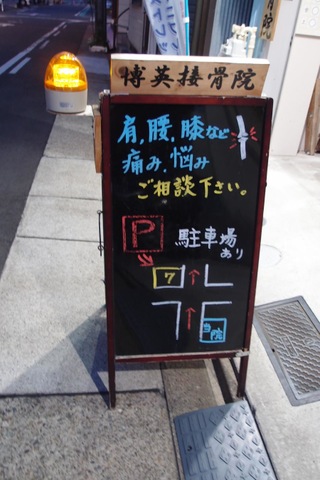 博英接骨院
肩,腰,膝など
痛み,悩み
ご相談下さい。
P
駐車場
あり
7
当院